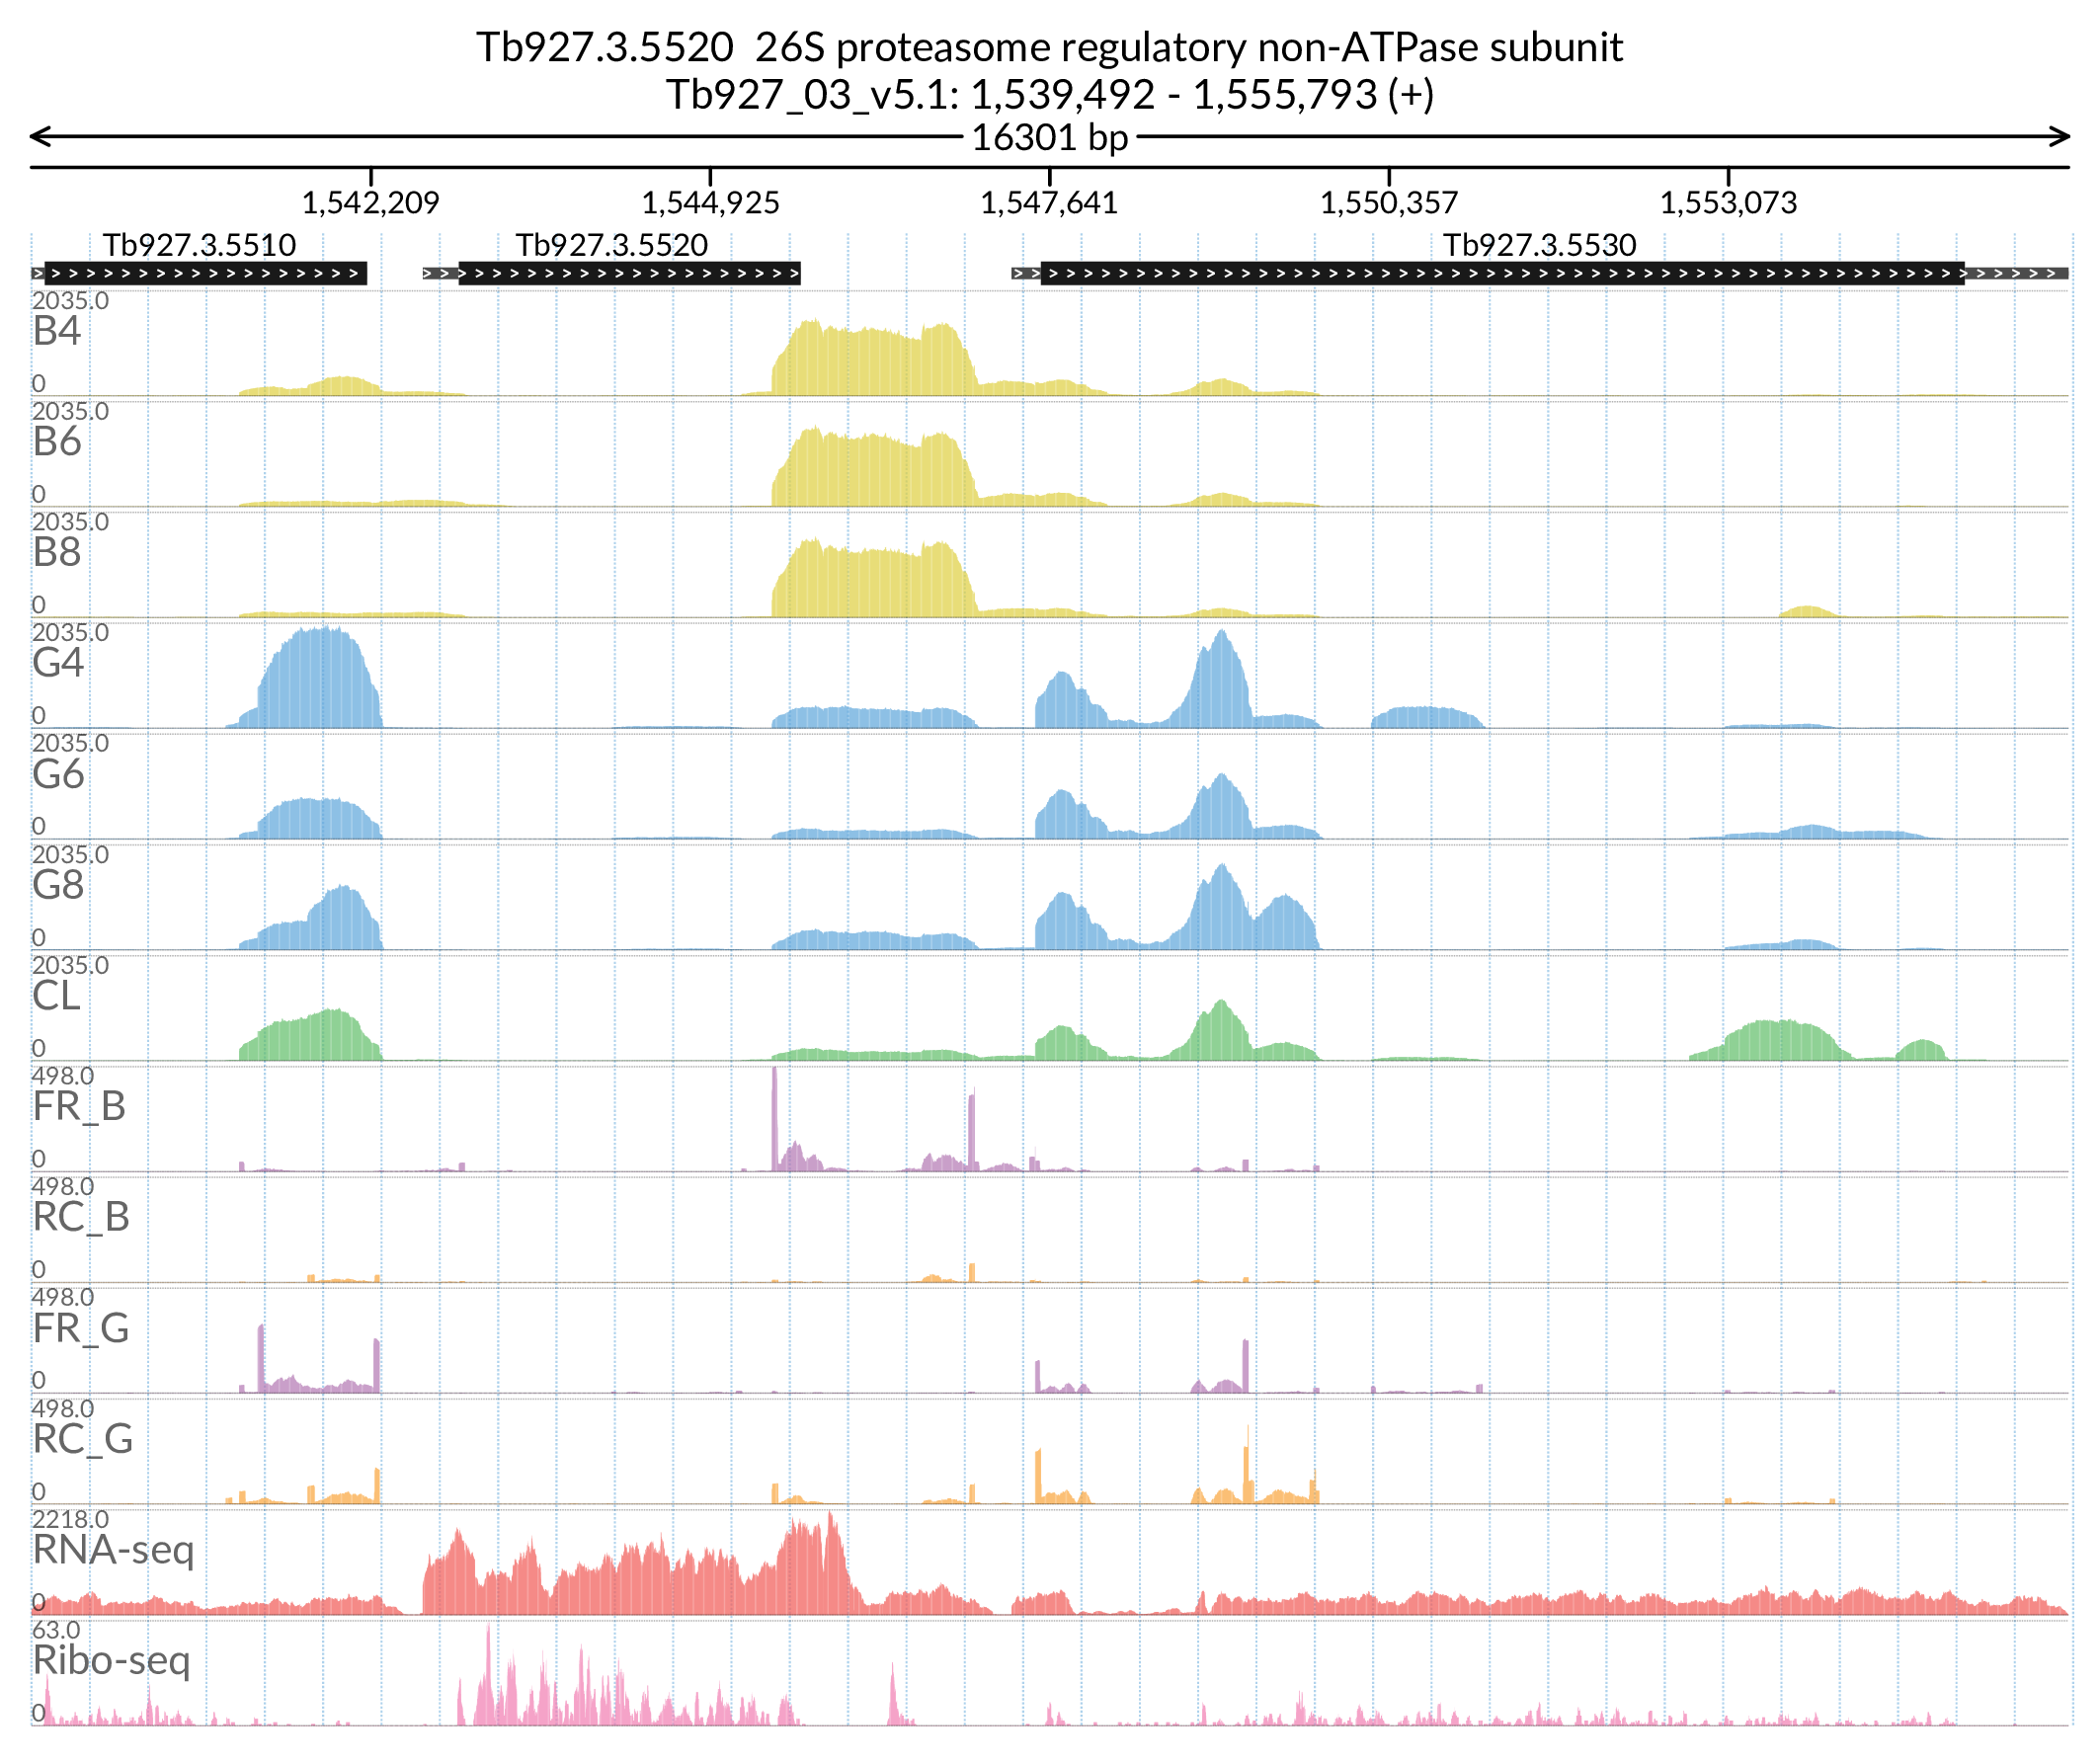 Tb927.3.5520 26S proteasome regulatory non-ATPase subunit
Tb927_03_v5.1: 1,539,492 - 1,555,793 (+)
16301 bp
1,542,209 1,544,925 1,547,641 1,550,357 1,553,073
Tb927.3.5510 Tb927.3.5520 Tb927.3.5530
2035.0
B4
0
2035.0
B6
0
2035.0
B8
0
2035.0
G4
0
2035.0
G6
0
2035.0
G8
0
2035.0
CL
0
498.0
FR_B
0
498.0
RC_B
0
498.0
FR_G
0
498.0
RC_G
0
2218.0
RNA-seq
0
63.0
Ribo-seq
0